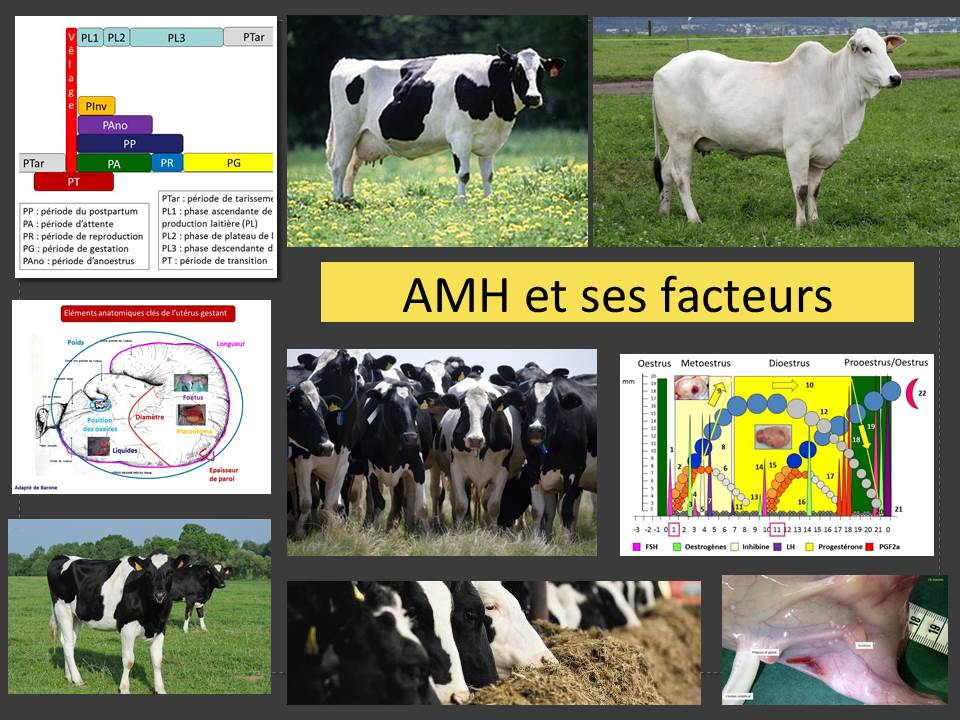 Vêlage
PL1 PL2 PL3 PTar
PInv
PAno
PP
PTar PA PR PG
PT
PP : période du postpartum
PA : période d'attente
PR : période de reproduction
PG : période de gestation
PAno : période d'anoestrus
PTar : période de tarisseme
PL1 : phase ascendante de
production laitière (PL)
PL2 : phase de plateau de l
PL3 : phase descendante d
PT : période de transition
AMH et ses facteurs
Eléments anatomiques clés de l'utérus gestant
Poids
Longueur
Foetus
Diamètre
Placentome
Position
des ovaires
Liquides
Epaisseur
de paroi
Adapté de Barone
Oestrus Metoestrus Dioestrus Prooestrus/Oestrus
mm
20
19
18
17
16
15
14
13
12
11
10
9
8
7
6
5
4
3
2
9 10 22
12
1 8 19
18
2 6 14 15 17
3 4 13 16
5 7 11 20 21
-3 -2 -1 0 1 2 3 4 5 6 7 8 9 10 11 12 13 14 15 16 17 18 19 20 21 0
FSH Oestrogènes Inhibine LH Progestérone PGF2a
18 19